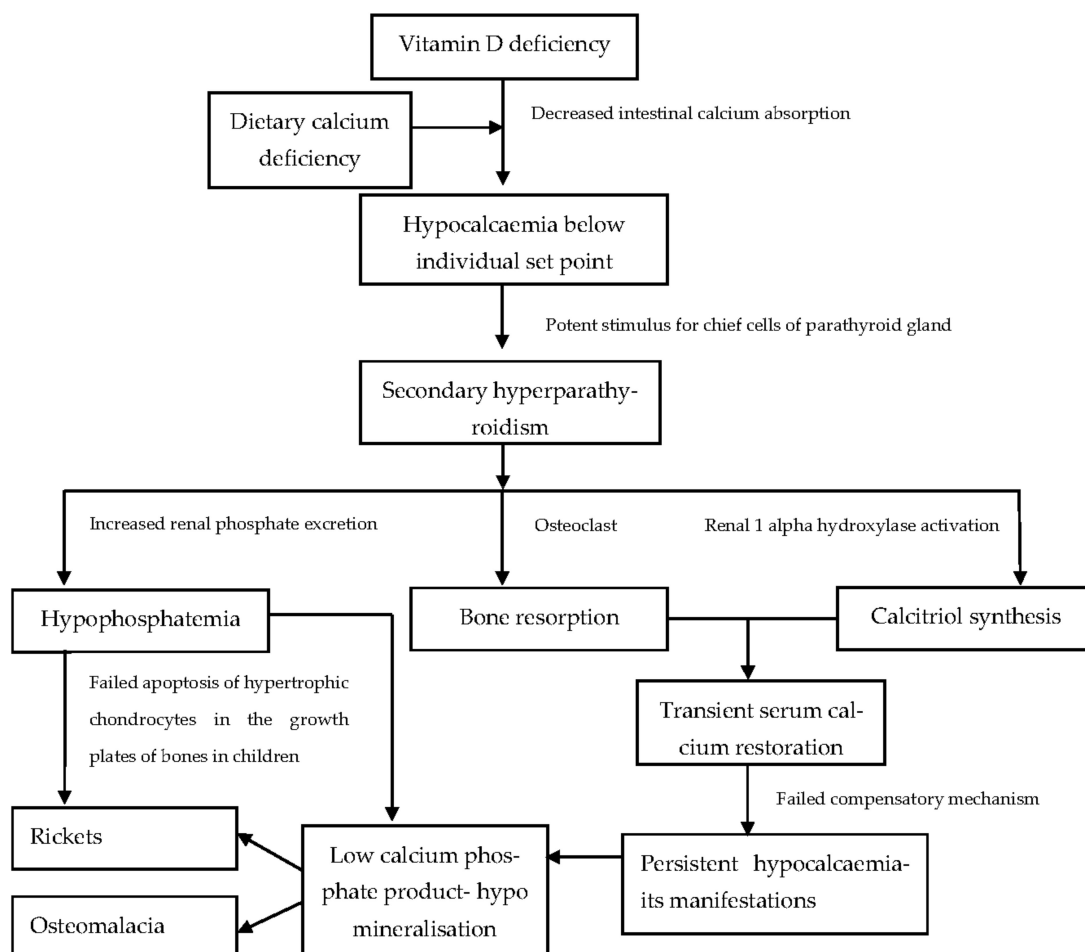 Vitamin D deficiency
Decreased intestinal calcium absorption
Dietary calcium
deficiency
Hypocalcaemia below
individual set point
Potent stimulus for chief cells of parathyroid gland
Secondary hyperparathy-
roidism
Increased renal phosphate excretion
Osteoclast
Renal 1 alpha hydroxylase activation
Hypophosphatemia
Bone resorption
Calcitriol synthesis
Failed apoptosis of hypertrophic
chondrocytes in the growth
plates of bones in children
Transient serum cal-
cium restoration
Failed compensatory mechanism
Rickets
Low calcium phos-
phate product- hypo
mineralisation
Persistent hypocalcaemia-
its manifestations
Osteomalacia